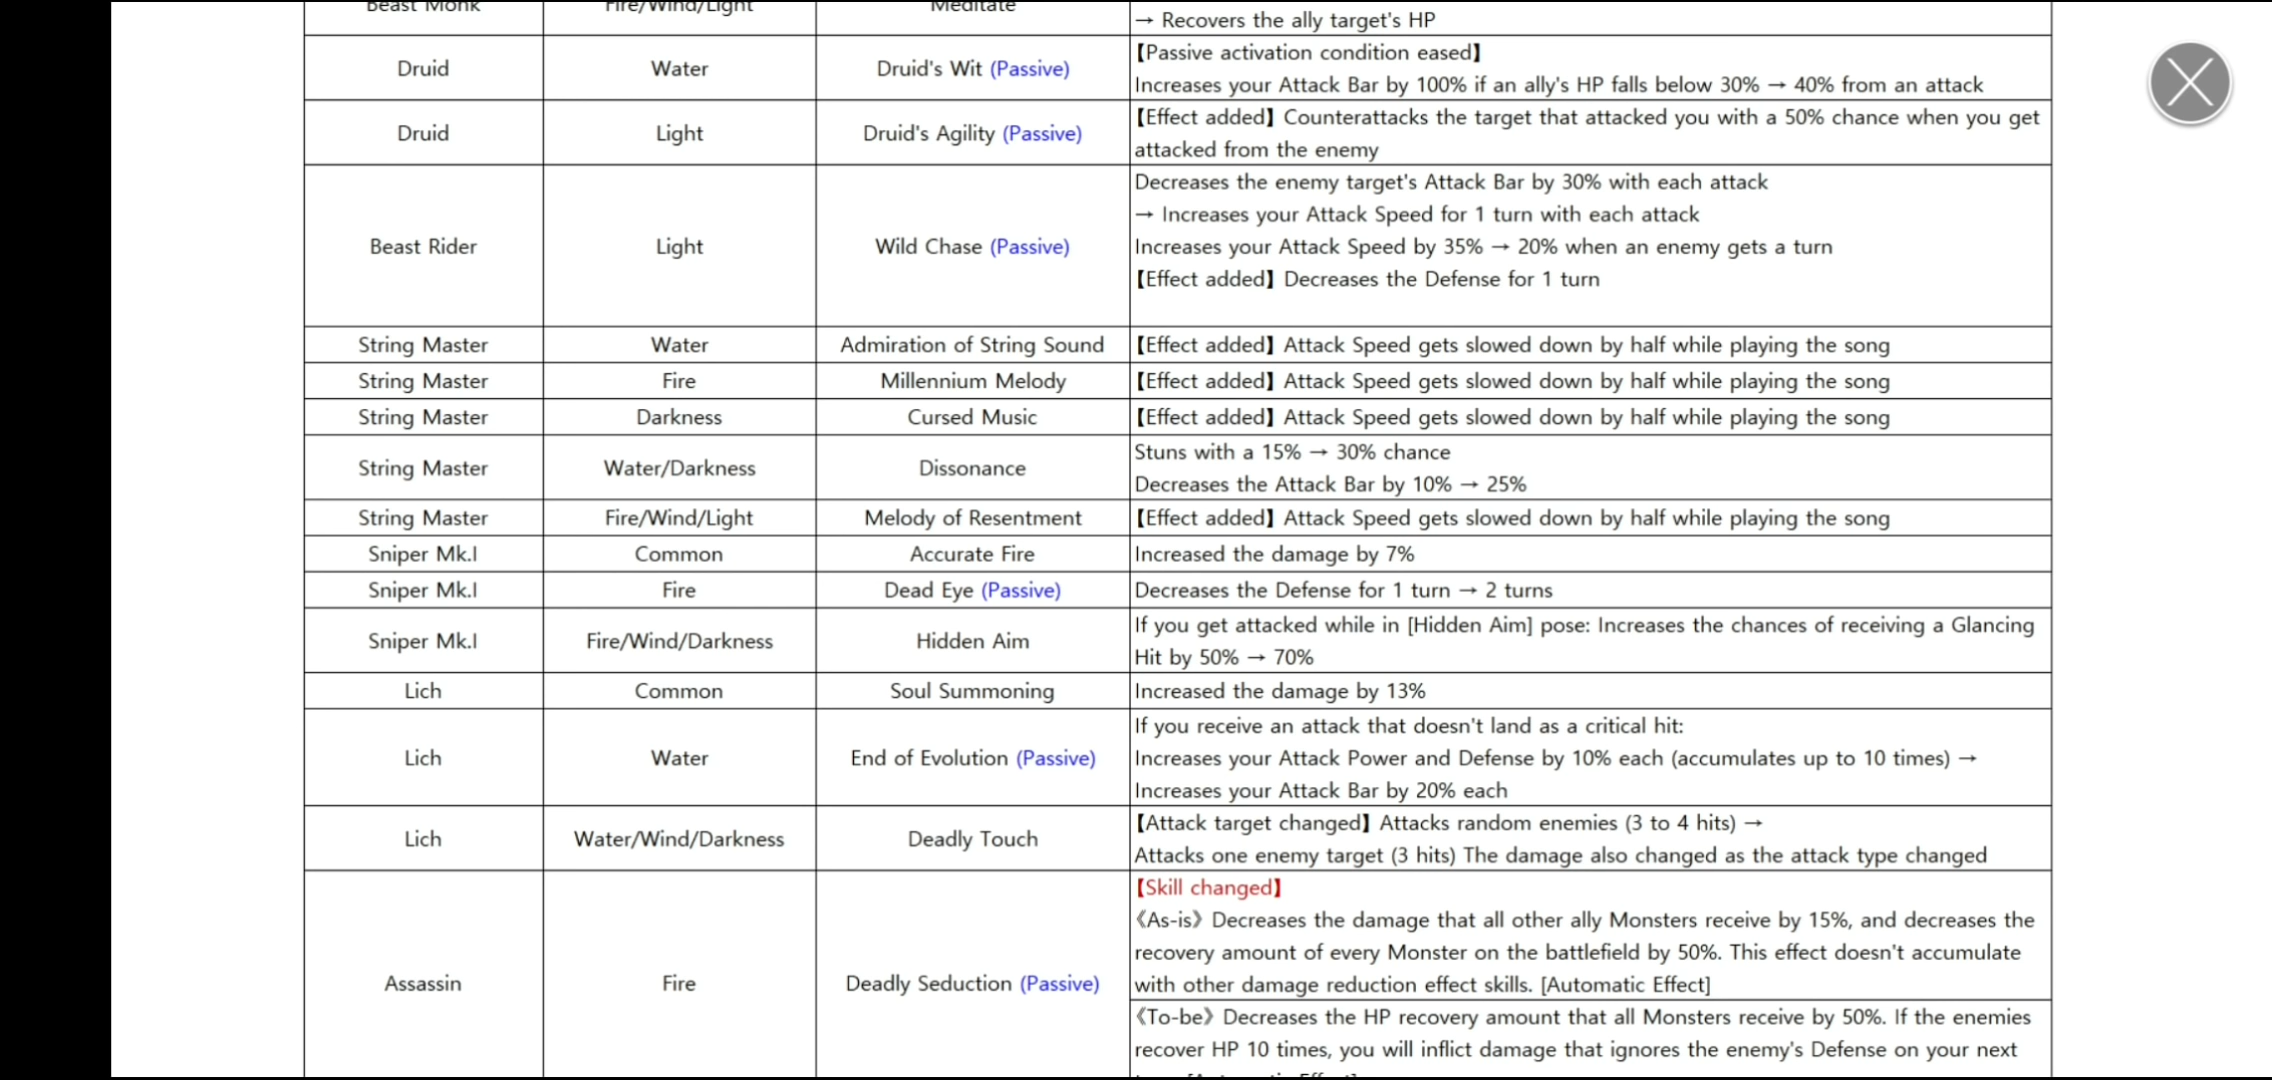 Beast Monk Fire/Wind/Light Meditate → Recovers the ally target's HP
Druid Water Druid's Wit (Passive) 【Passive activation condition eased】
Increases your Attack Bar by 100% if an ally's HP falls below 30% → 40% from an attack
Druid Light Druid's Agility (Passive) 【Effect added】 Counterattacks the target that attacked you with a 50% chance when you get
attacked from the enemy
Beast Rider Light Wild Chase (Passive) Decreases the enemy target's Attack Bar by 30% with each attack
→ Increases your Attack Speed for 1 turn with each attack
Increases your Attack Speed by 35% → 20% when an enemy gets a turn
【Effect added】 Decreases the Defense for 1 turn
String Master Water Admiration of String Sound 【Effect added】 Attack Speed gets slowed down by half while playing the song
String Master Fire Millennium Melody 【Effect added】 Attack Speed gets slowed down by half while playing the song
String Master Darkness Cursed Music 【Effect added】 Attack Speed gets slowed down by half while playing the song
String Master Water/Darkness Dissonance Stuns with a 15% → 30% chance
Decreases the Attack Bar by 10% → 25%
String Master Fire/Wind/Light Melody of Resentment 【Effect added】 Attack Speed gets slowed down by half while playing the song
Sniper Mk.I Common Accurate Fire Increased the damage by 7%
Sniper Mk.I Fire Dead Eye (Passive) Decreases the Defense for 1 turn → 2 turns
Sniper Mk.I Fire/Wind/Darkness Hidden Aim If you get attacked while in [Hidden Aim] pose: Increases the chances of receiving a Glancing
Hit by 50% → 70%
Lich Common Soul Summoning Increased the damage by 13%
Lich Water End of Evolution (Passive) If you receive an attack that doesn't land as a critical hit:
Increases your Attack Power and Defense by 10% each (accumulates up to 10 times) →
Increases your Attack Bar by 20% each
Lich Water/Wind/Darkness Deadly Touch 【Attack target changed】 Attacks random enemies (3 to 4 hits) →
Attacks one enemy target (3 hits) The damage also changed as the attack type changed
Assassin Fire Deadly Seduction (Passive) 【Skill changed】
《As-is》 Decreases the damage that all other ally Monsters receive by 15%, and decreases the
recovery amount of every Monster on the battlefield by 50%. This effect doesn't accumulate
with other damage reduction effect skills. [Automatic Effect]
《To-be》 Decreases the HP recovery amount that all Monsters receive by 50%. If the enemies
recover HP 10 times, you will inflict damage that ignores the enemy's Defense on your next